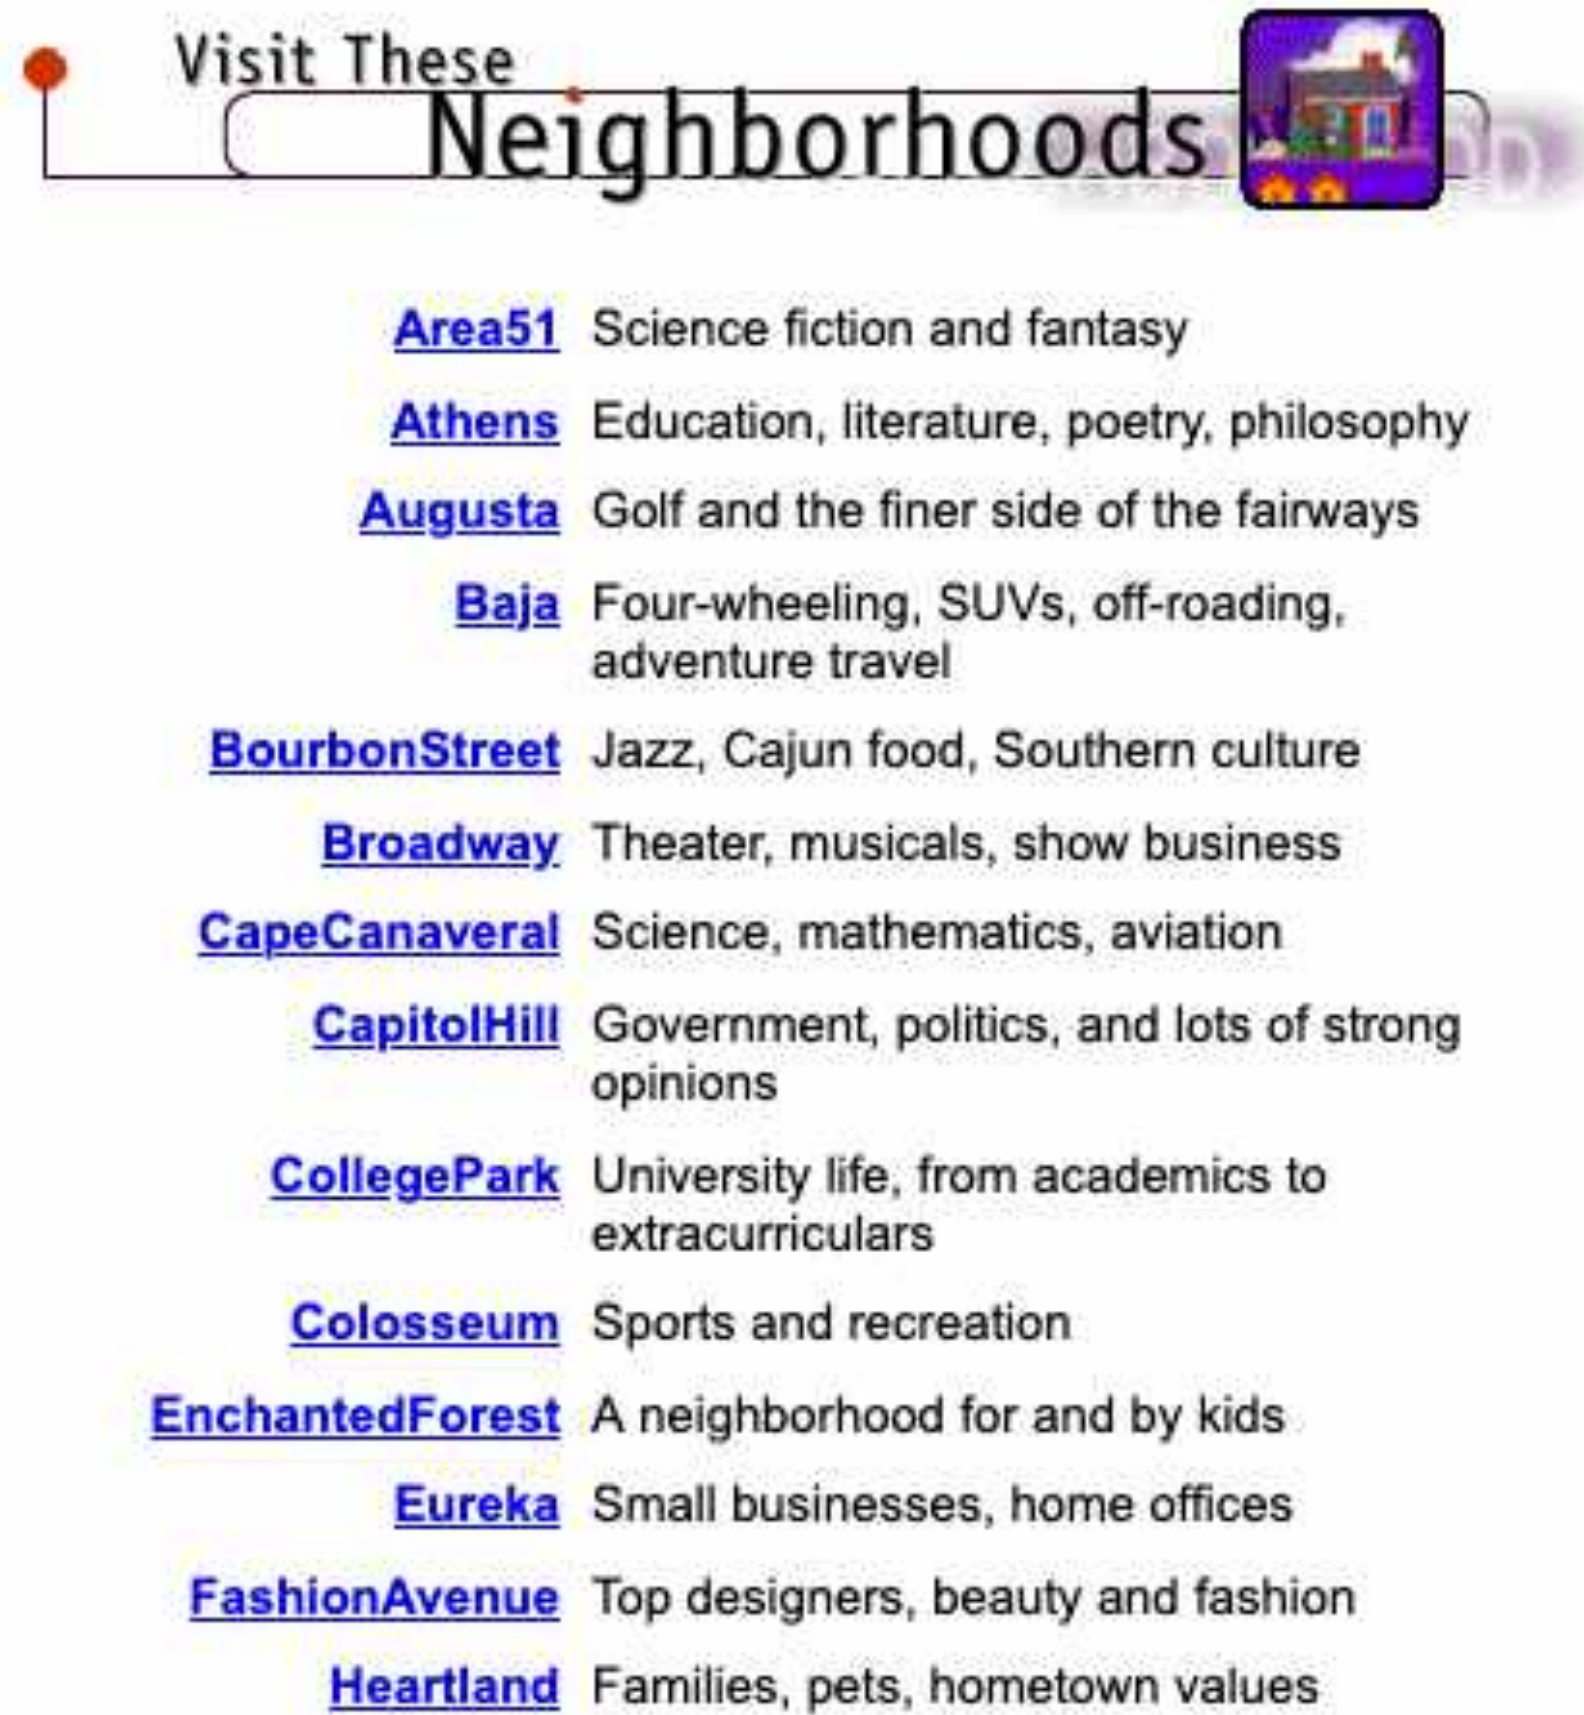 Visit These
Neighborhoods
Area51 Science fiction and fantasy
Athens Education, literature, poetry, philosophy
Augusta Golf and the finer side of the fairways
Baja Four-wheeling, SUVs, off-roading,
adventure travel
BourbonStreet Jazz, Cajun food, Southern culture
Broadway Theater, musicals, show business
CapeCanaveral Science, mathematics, aviation
CapitolHill Government, politics, and lots of strong
opinions
CollegePark University life, from academics to
extracurriculars
Colosseum Sports and recreation
EnchantedForest A neighborhood for and by kids
Eureka Small businesses, home offices
FashionAvenue Top designers, beauty and fashion
Heartland Families, pets, hometown values